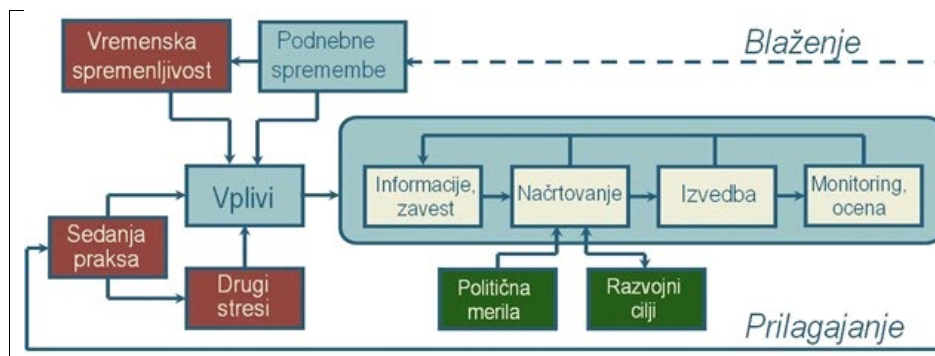 Vremenska
spremenljivost
Podnebne
spremembe
Blaženje
Vplivi
Informacije,
zavest
Načrtovanje
Izvedba
Monitoring,
ocena
Sedanja
praksa
Drugi
stresi
Politična
merila
Razvojni
cilji
Prilagajanje